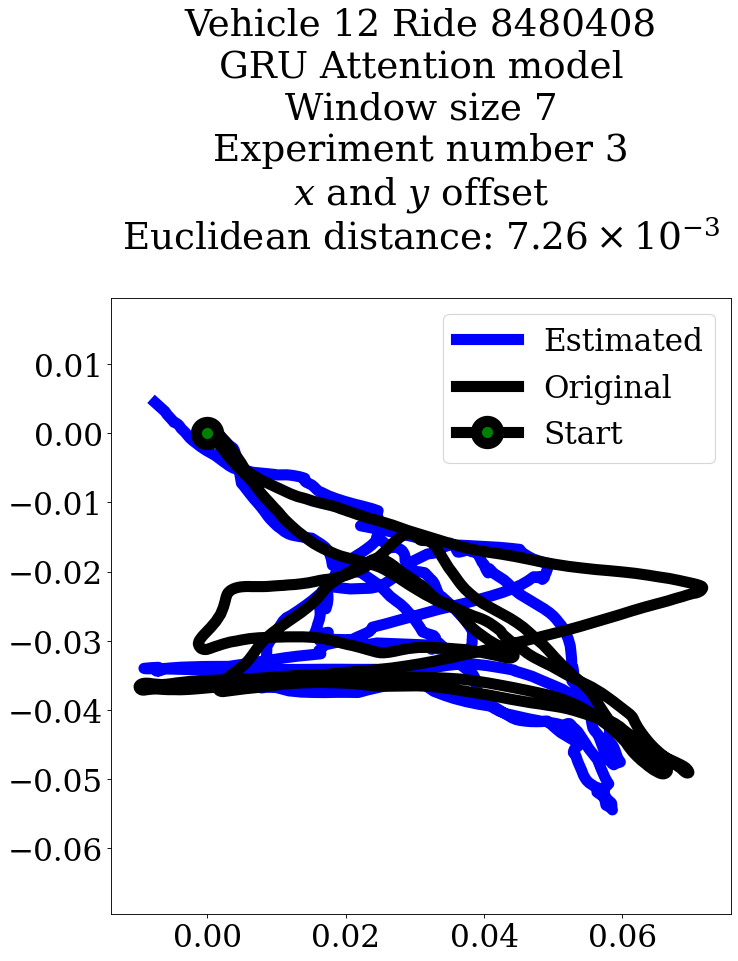 Vehicle 12 Ride 8480408
GRU Attention model
Window size 7
Experiment number 3
x and y offset
Euclidean distance: 7.26 × 10⁻³
Estimated
Original
Start
0.01
0.00
−0.01
−0.02
−0.03
−0.04
−0.05
−0.06
0.00 0.02 0.04 0.06